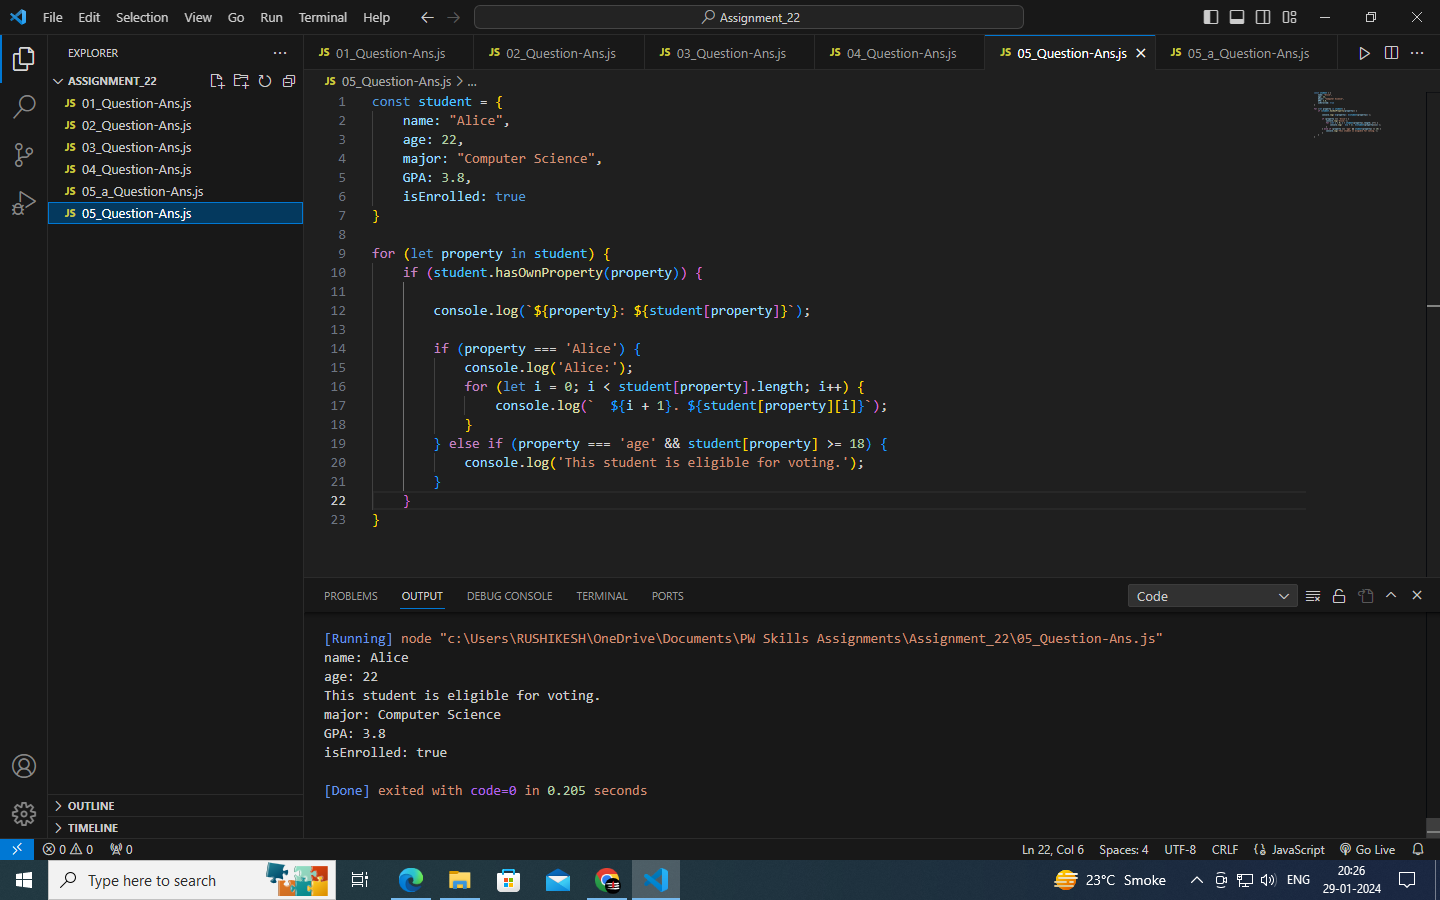 File Edit Selection View Go Run Terminal Help Assignment_22
EXPLORER
ASSIGNMENT_22
JS 01_Question-Ans.js
JS 02_Question-Ans.js
JS 03_Question-Ans.js
JS 04_Question-Ans.js
JS 05_a_Question-Ans.js
JS 05_Question-Ans.js
OUTLINE
TIMELINE
JS 01_Question-Ans.js JS 02_Question-Ans.js JS 03_Question-Ans.js JS 04_Question-Ans.js JS 05_Question-Ans.js JS 05_a_Question-Ans.js
JS 05_Question-Ans.js > ...
1 const student = {
2     name: "Alice",
3     age: 22,
4     major: "Computer Science",
5     GPA: 3.8,
6     isEnrolled: true
7 }
8
9 for (let property in student) {
10     if (student.hasOwnProperty(property)) {
11
12         console.log(`${property}: ${student[property]}`);
13
14         if (property === 'Alice') {
15             console.log('Alice:');
16             for (let i = 0; i < student[property].length; i++) {
17                 console.log(`  ${i + 1}. ${student[property][i]}`);
18             }
19         } else if (property === 'age' && student[property] >= 18) {
20             console.log('This student is eligible for voting.');
21         }
22     }
23 }
PROBLEMS OUTPUT DEBUG CONSOLE TERMINAL PORTS Code
[Running] node "c:\Users\RUSHIKESH\OneDrive\Documents\PW Skills Assignments\Assignment_22\05_Question-Ans.js"
name: Alice
age: 22
This student is eligible for voting.
major: Computer Science
GPA: 3.8
isEnrolled: true
[Done] exited with code=0 in 0.205 seconds
0 0 0 Ln 22, Col 6 Spaces: 4 UTF-8 CRLF JavaScript Go Live
Type here to search 23°C Smoke ENG 20:26
29-01-2024